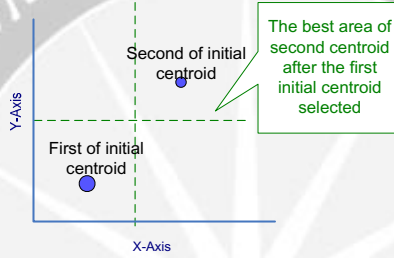 Second of initial
centroid
The best area of
second centroid
after the first
initial centroid
selected
Y-Axis
First of initial
centroid
X-Axis